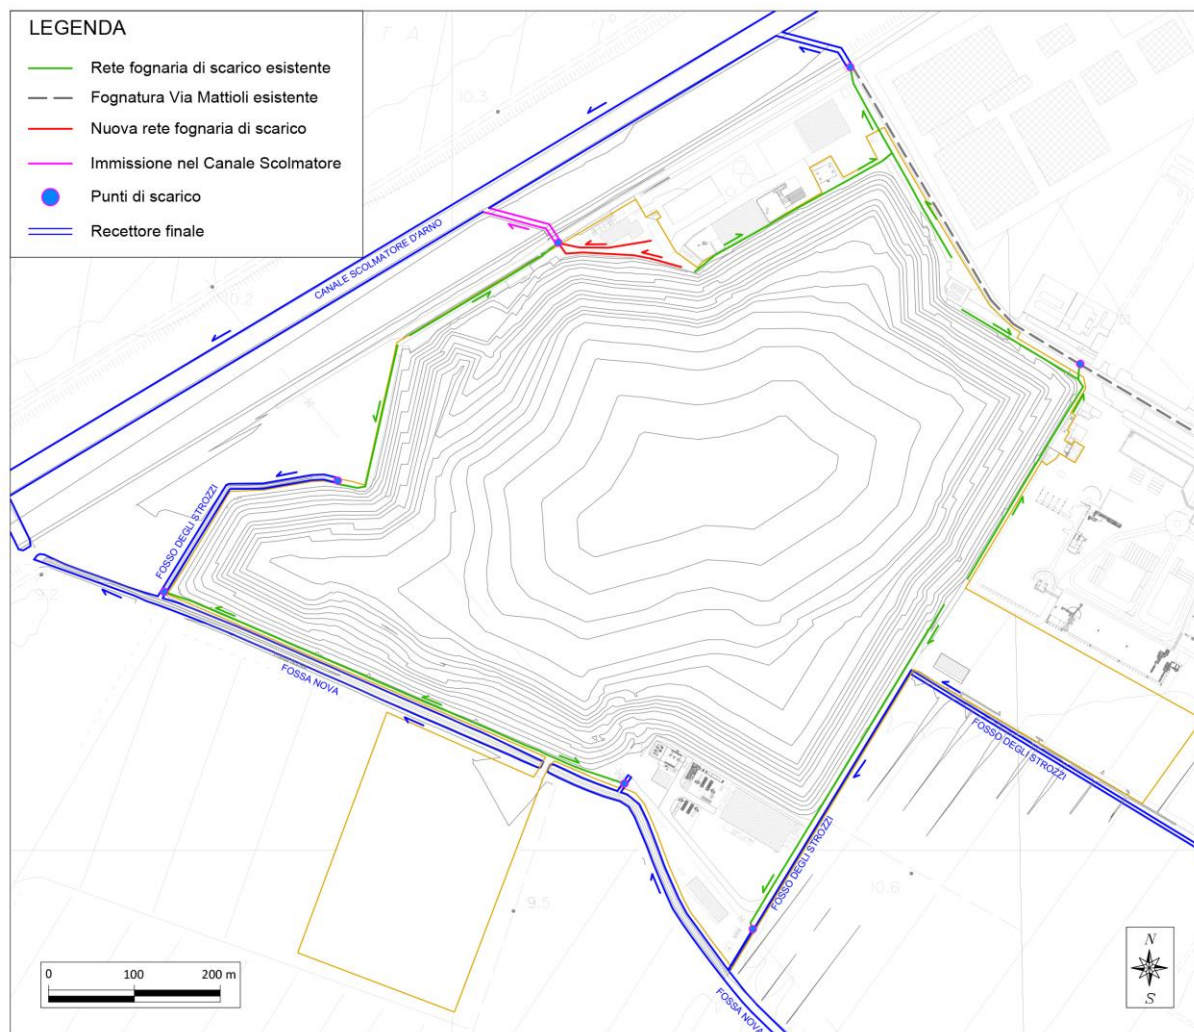 LEGENDA
Rete fognaria di scarico esistente
Fognatura Via Mattioli esistente
Nuova rete fognaria di scarico
Immissione nel Canale Scolmatore
Punti di scarico
Recettore finale
T A
10.3
CANALE SCOLMATORE D'ARNO
10.2
FOSSO DEGLI STROZZI
9.2
FOSSA NOVA
FOSSO DEGLI STROZZI
FOSSO DEGLI STROZZI
10.6
9.5
FOSSA NOVA
0 100 200 m
N
S